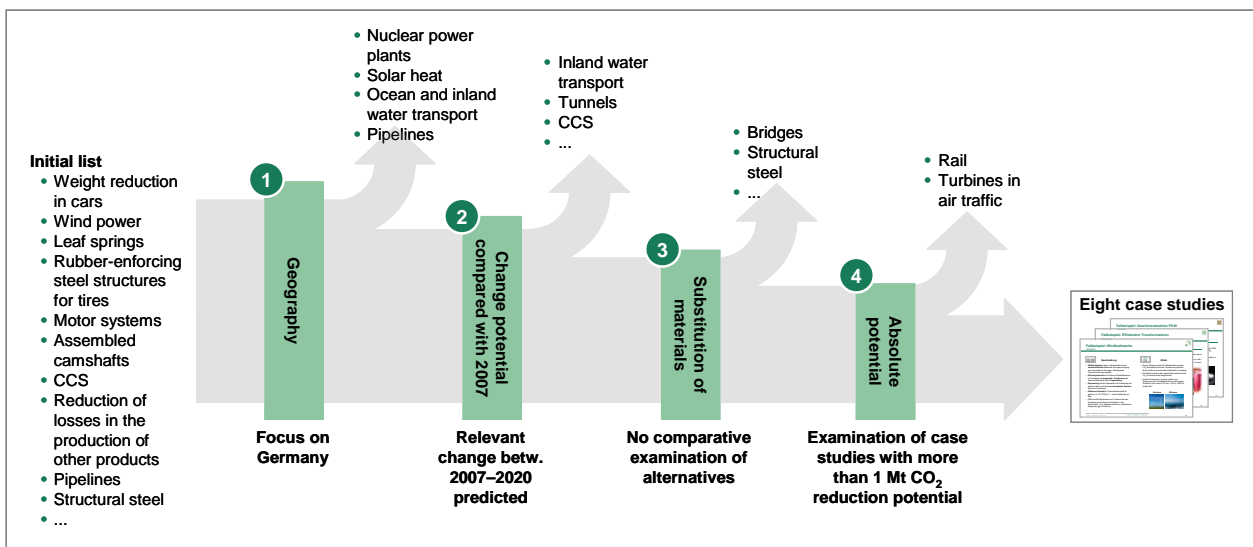 Initial list
• Weight reduction
in cars
• Wind power
• Leaf springs
• Rubber-enforcing
steel structures
for tires
• Motor systems
• Assembled
camshafts
• CCS
• Reduction of
losses in the
production of
other products
• Pipelines
• Structural steel
• ...
• Nuclear power
plants
• Solar heat
• Ocean and inland
water transport
• Pipelines
1
Geography
Focus on
Germany
• Inland water
transport
• Tunnels
• CCS
• ...
2
Change potential
compared with 2007
Relevant
change betw.
2007–2020
predicted
• Bridges
• Structural
steel
• ...
3
Substitution of
materials
No comparative
examination of
alternatives
• Rail
• Turbines in
air traffic
4
Absolute
potential
Examination of case
studies with more
than 1 Mt CO2
reduction potential
Eight case studies